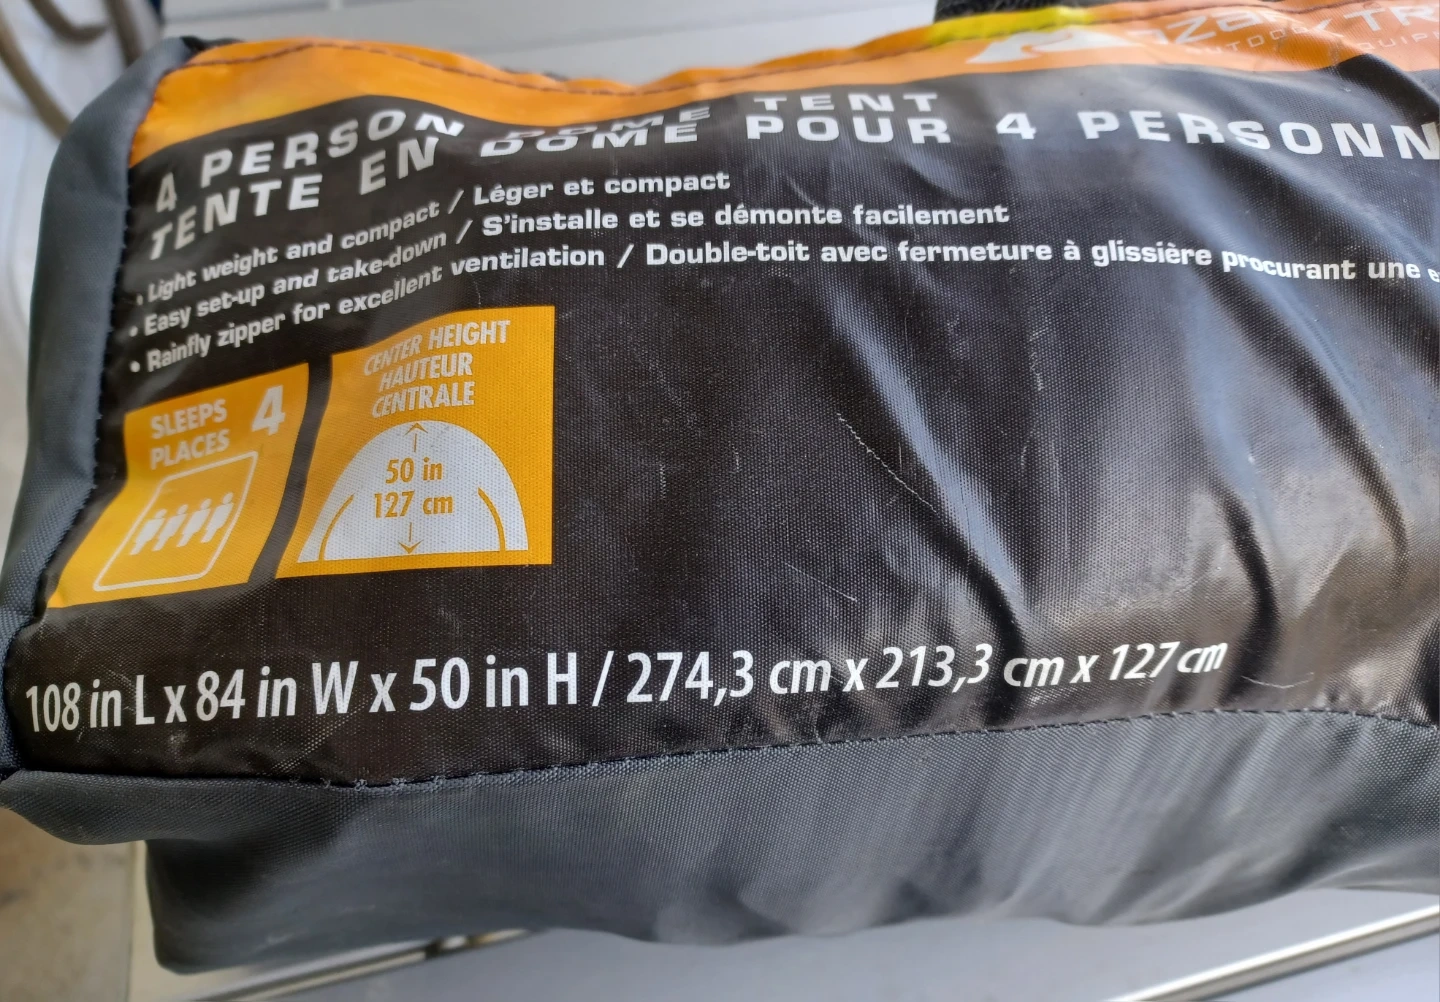 4 PERSON DOME TENT
TENTE EN DOME POUR 4 PERSONN
• Light weight and compact / Léger et compact
• Easy set-up and take-down / S'installe et se démonte facilement
• Rainfly zipper for excellent ventilation / Double-toit avec fermeture à glissière procurant une
SLEEPS 4
PLACES
CENTER HEIGHT
HAUTEUR
CENTRALE
50 in
127 cm
108 in L x 84 in W x 50 in H / 274,3 cm x 213,3 cm x 127 cm